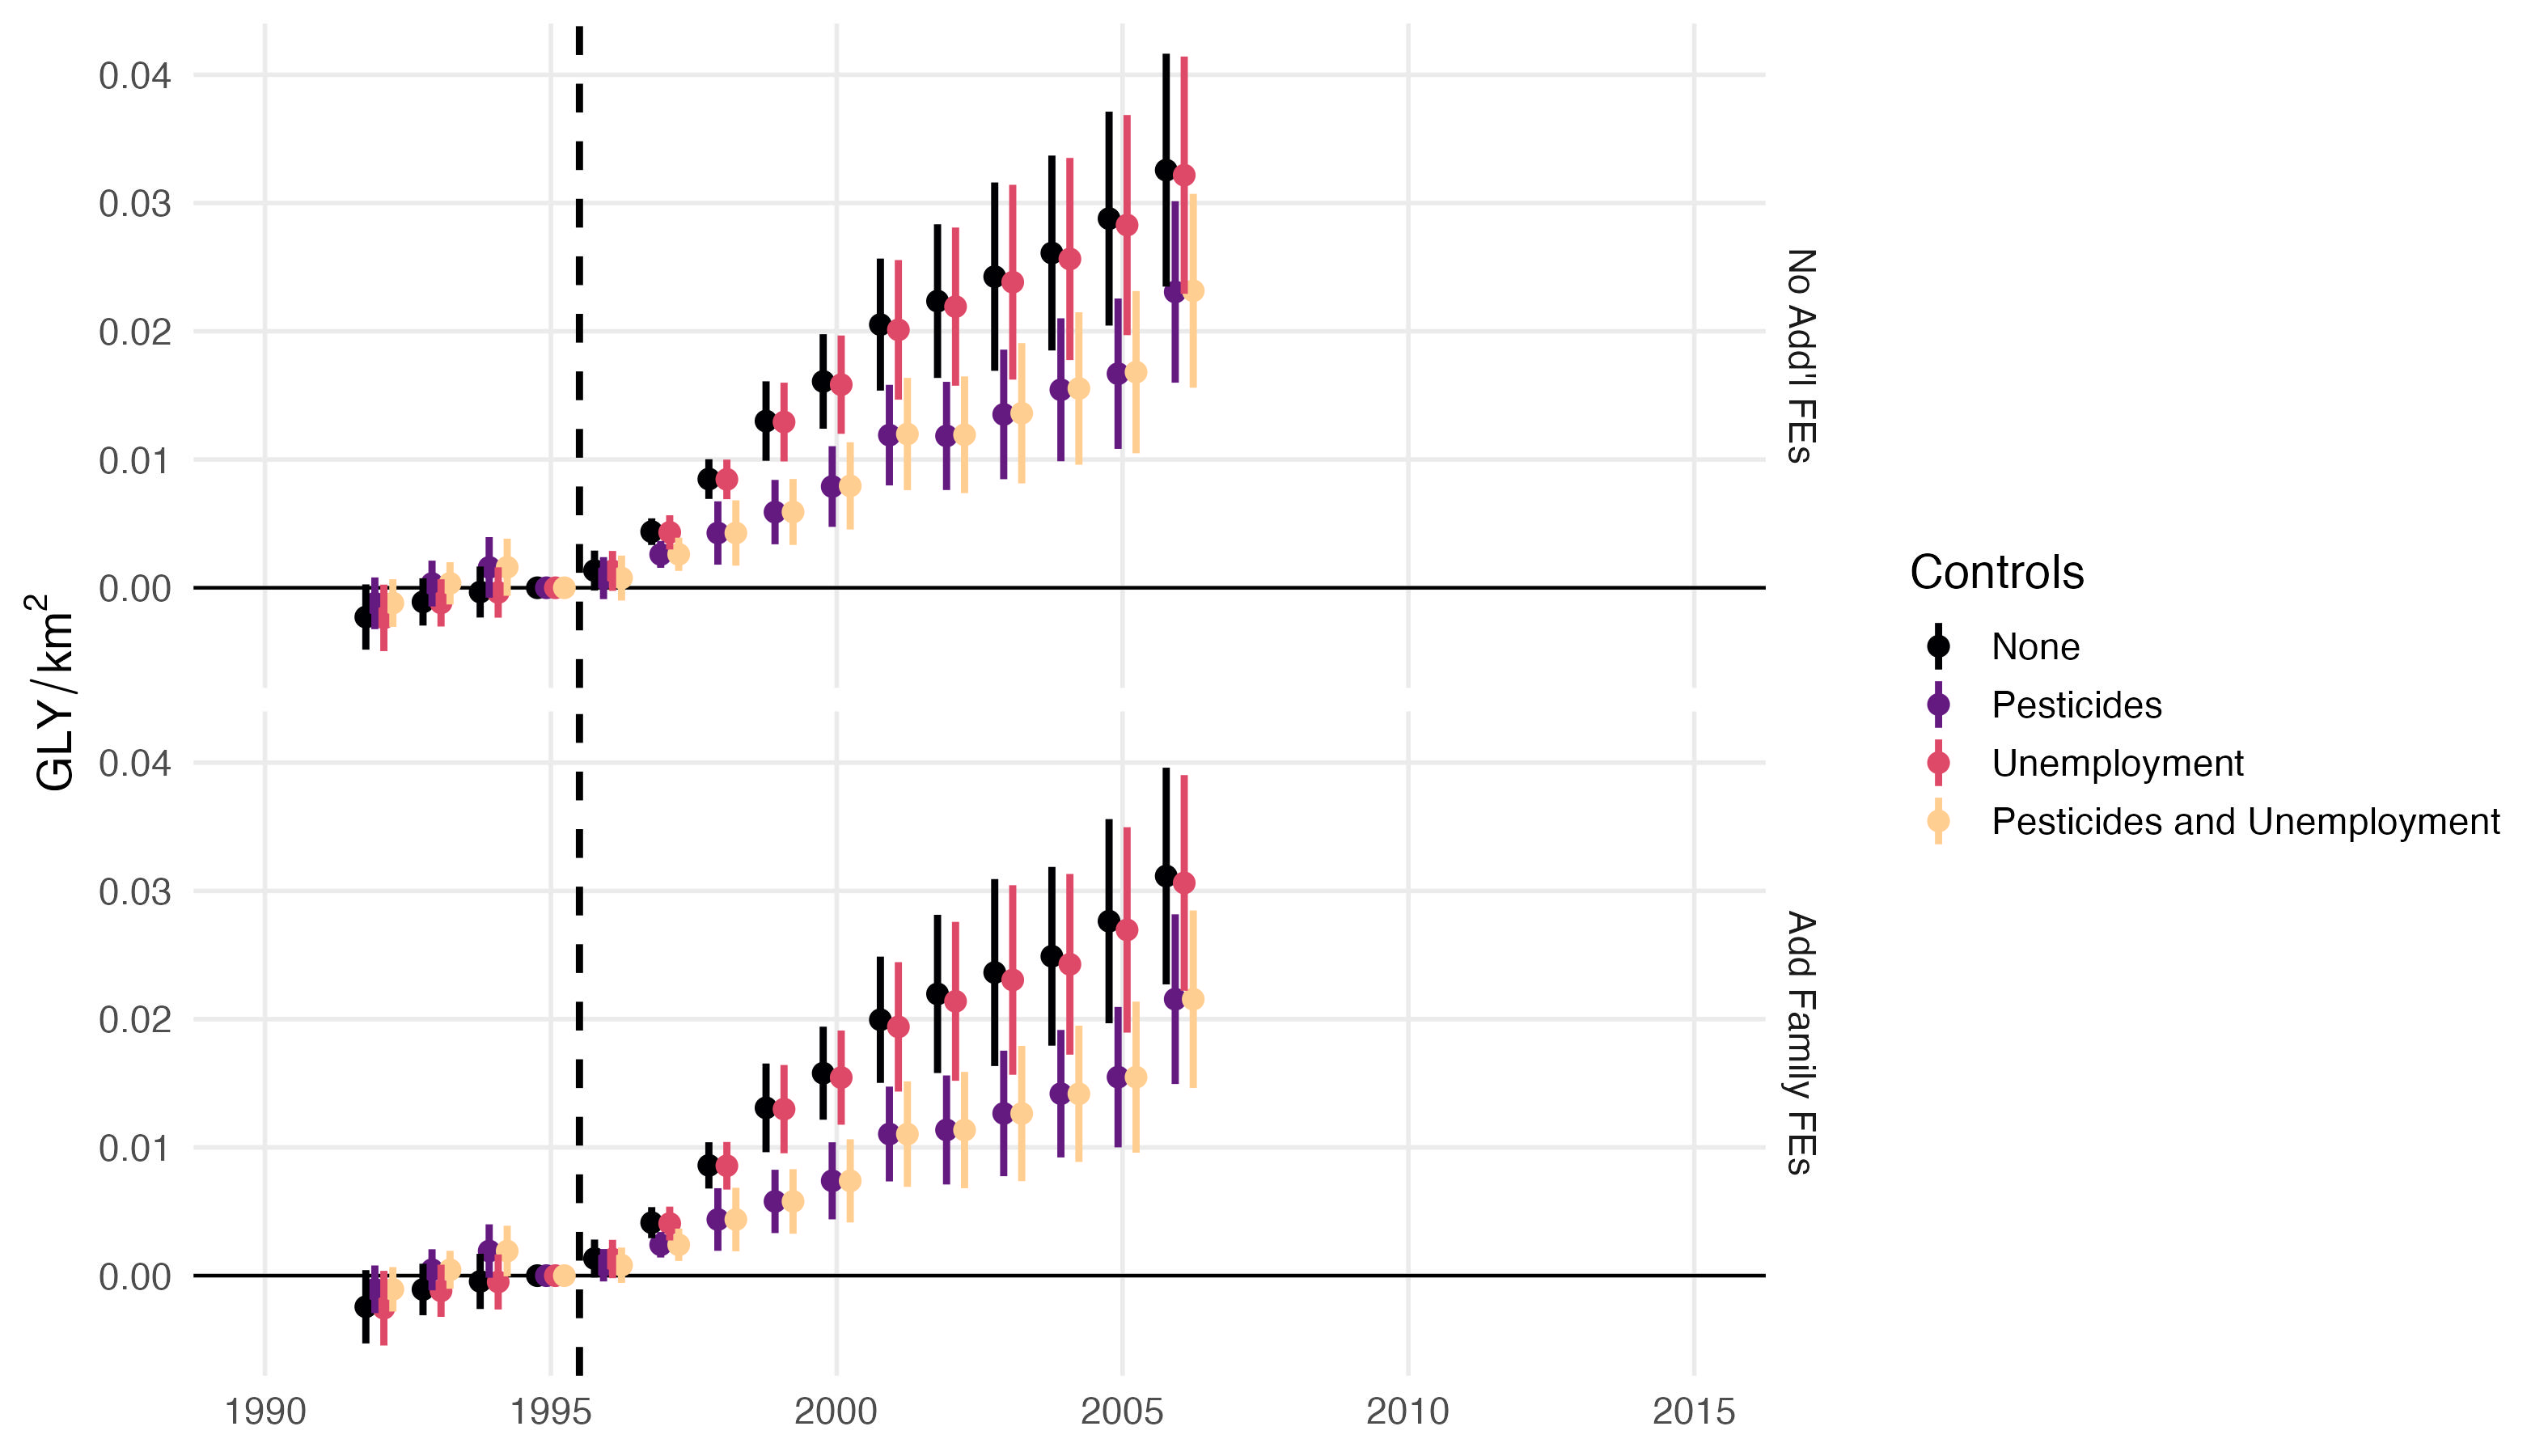 GLY/km²
0.04
0.03
0.02
0.01
0.00
No Add'l FEs
0.04
0.03
0.02
0.01
0.00
Add Family FEs
1990
1995
2000
2005
2010
2015
Controls
None
Pesticides
Unemployment
Pesticides and Unemployment